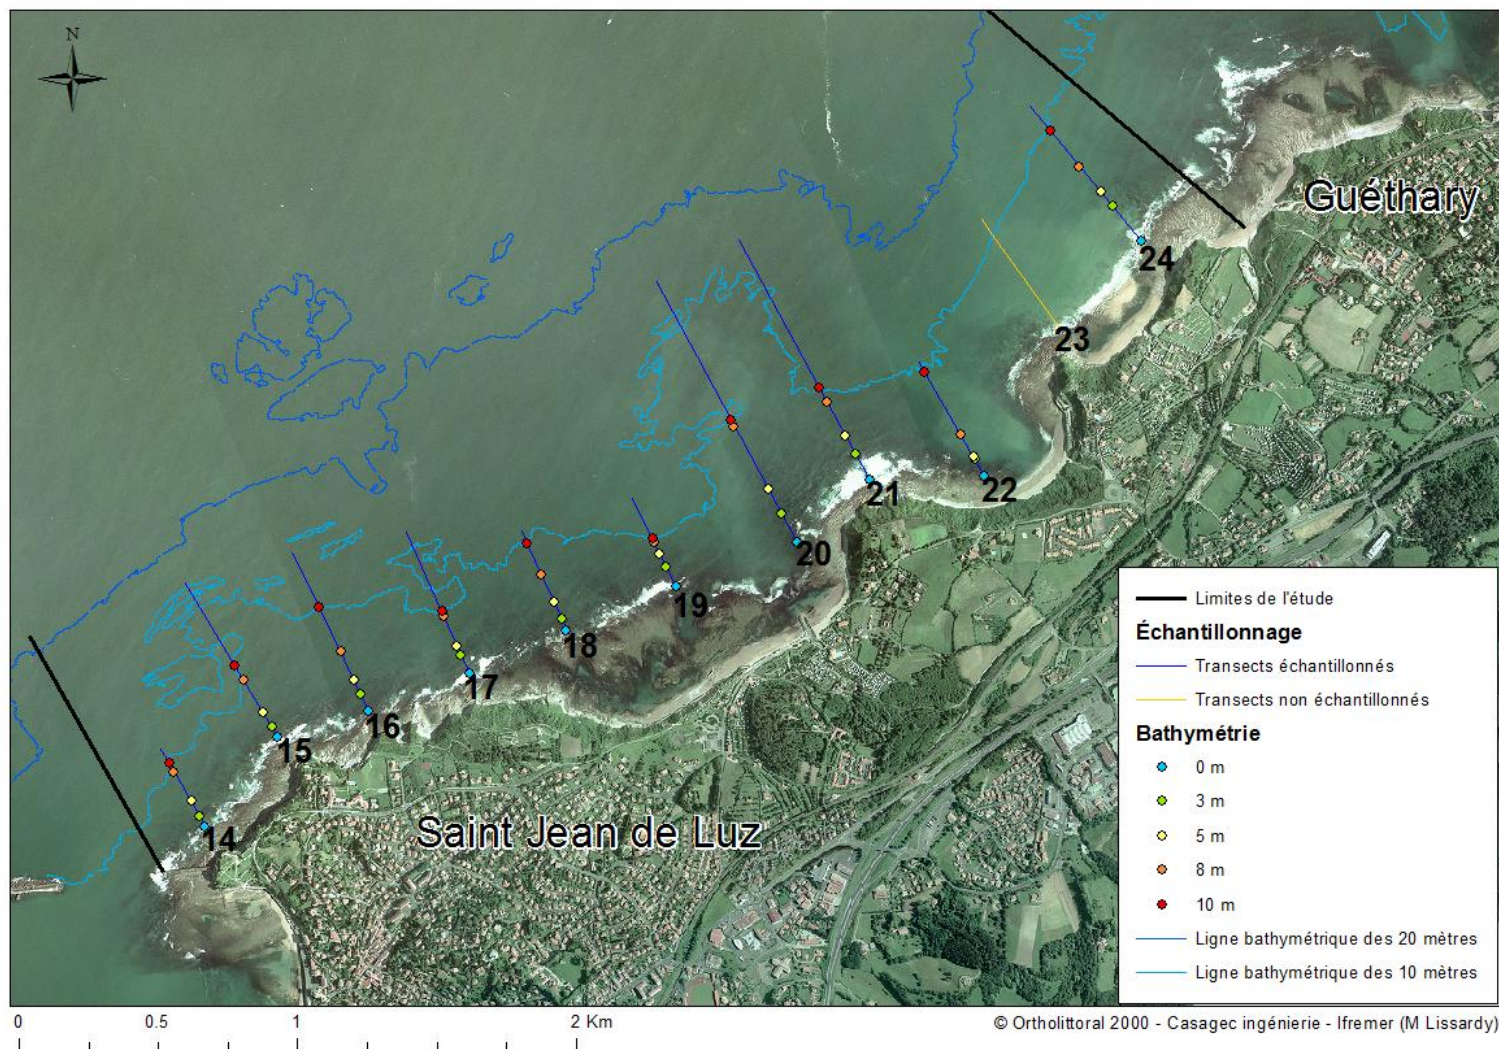 N
Guéthary
24
23
21
22
20
19
18
17
16
15
14
Saint Jean de Luz
Limites de l'étude
Échantillonnage
Transects échantillonnés
Transects non échantillonnés
Bathymétrie
0 m
3 m
5 m
8 m
10 m
Ligne bathymétrique des 20 mètres
Ligne bathymétrique des 10 mètres
0 0.5 1 2 Km
© Ortholittoral 2000 - Casagec ingénierie - Ifremer (M Lissardy)